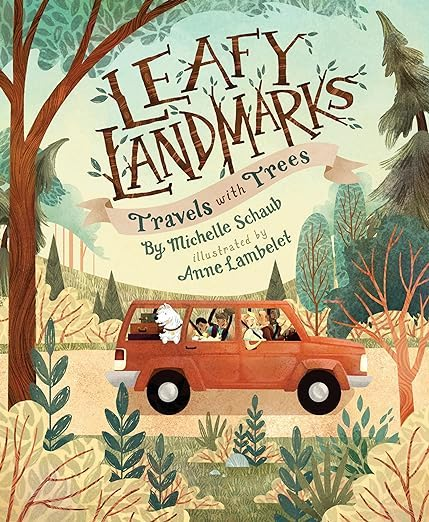 LEAFY
LANDMARKS
Travels with Trees
By Michelle Schaub
illustrated by
Anne Lambelet